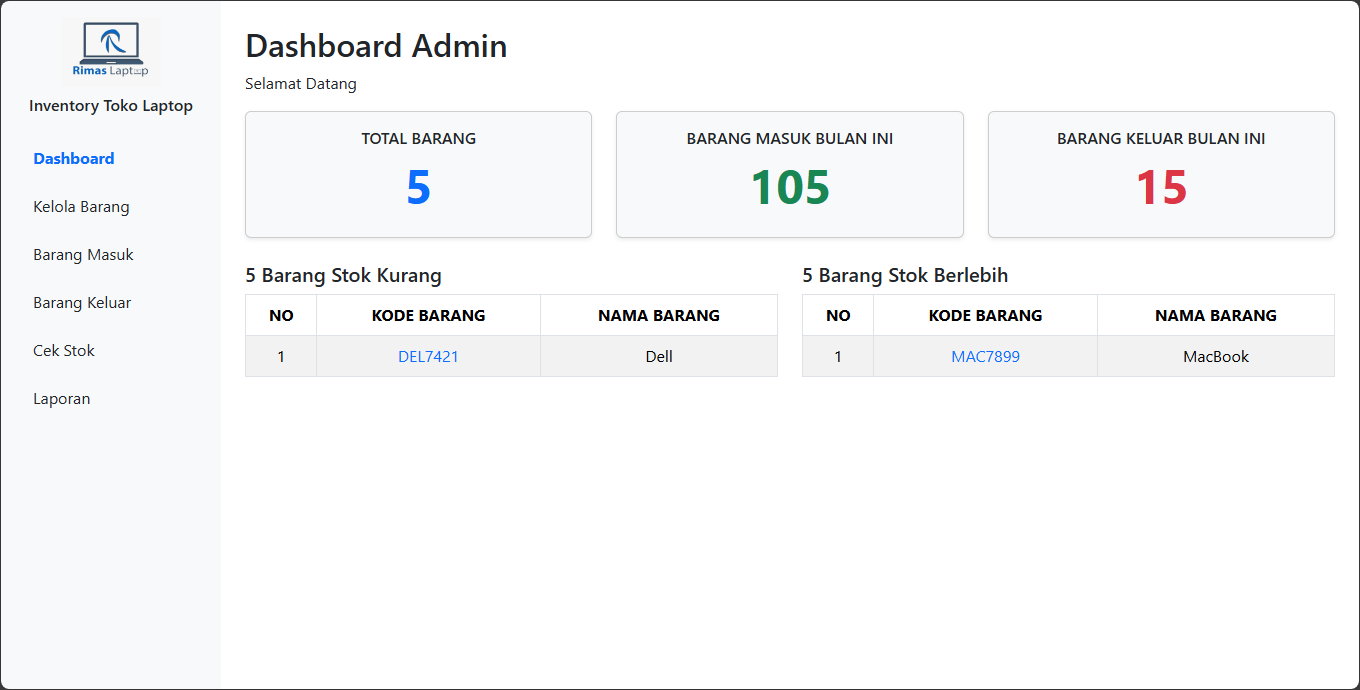 Rimas Laptop
Inventory Toko Laptop
Dashboard
Kelola Barang
Barang Masuk
Barang Keluar
Cek Stok
Laporan
Dashboard Admin
Selamat Datang
TOTAL BARANG
5
BARANG MASUK BULAN INI
105
BARANG KELUAR BULAN INI
15
5 Barang Stok Kurang
NO KODE BARANG NAMA BARANG
1 DEL7421 Dell
5 Barang Stok Berlebih
NO KODE BARANG NAMA BARANG
1 MAC7899 MacBook